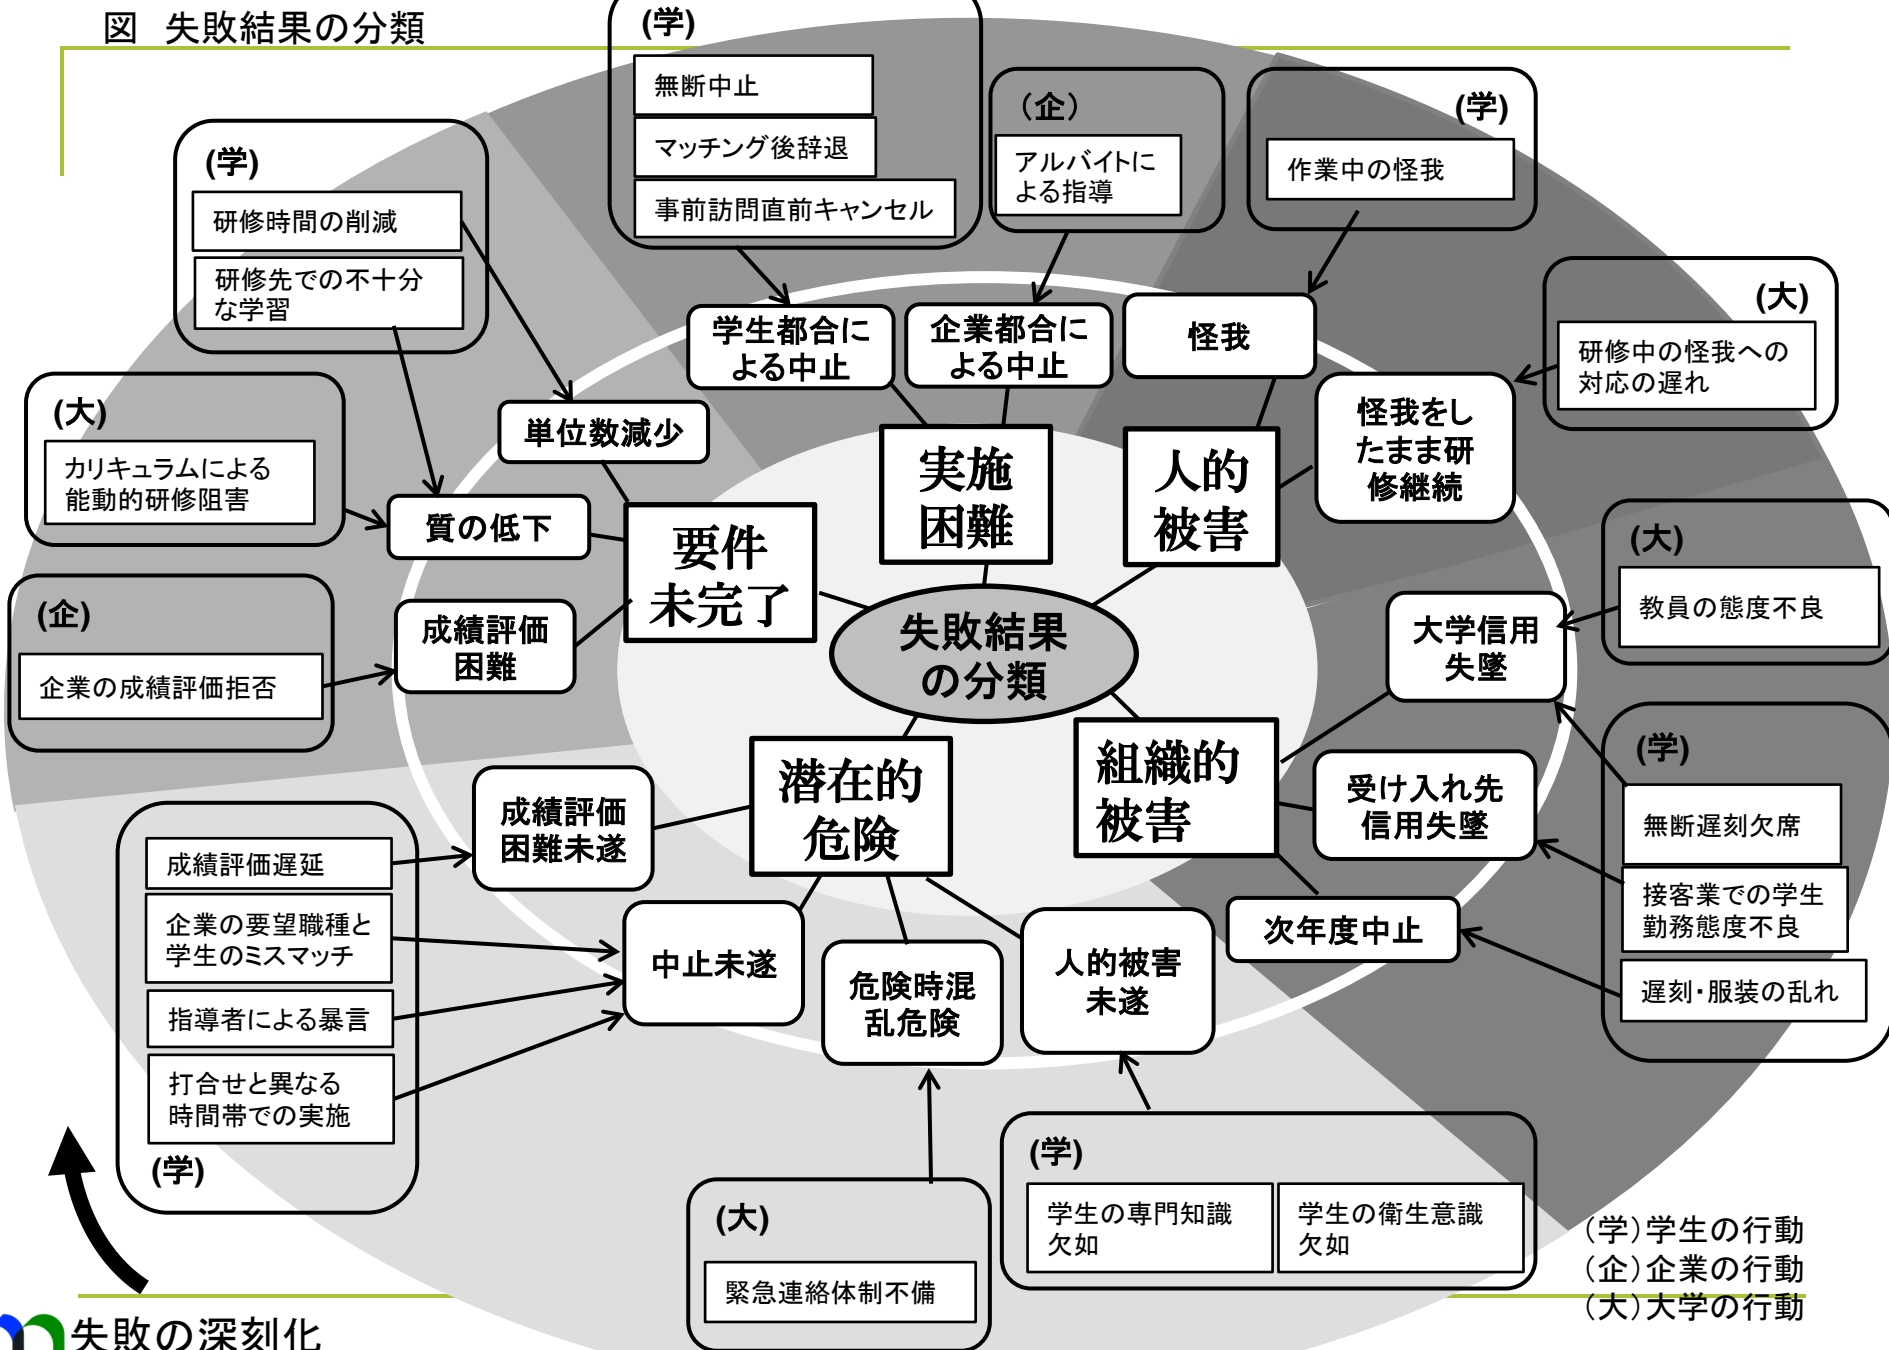 図 失敗結果の分類
(学)
無断中止
マッチング後辞退
事前訪問直前キャンセル
(企)
アルバイトに
よる指導
(学)
作業中の怪我
(学)
研修時間の削減
研修先での不十分
な学習
(大)
研修中の怪我への
対応の遅れ
学生都合に
よる中止
企業都合に
よる中止
怪我
怪我をし
たまま研
修継続
(大)
カリキュラムによる
能動的研修阻害
単位数減少
質の低下
実施
困難
人的
被害
要件
未完了
(大)
教員の態度不良
(企)
企業の成績評価拒否
成績評価
困難
失敗結果
の分類
大学信用
失墜
潜在的
危険
組織的
被害
受け入れ先
信用失墜
(学)
無断遅刻欠席
接客業での学生
勤務態度不良
遅刻・服装の乱れ
成績評価
困難未遂
成績評価遅延
企業の要望職種と
学生のミスマッチ
指導者による暴言
打合せと異なる
時間帯での実施
(学)
中止未遂
危険時混
乱危険
人的被害
未遂
次年度中止
(大)
緊急連絡体制不備
(学)
学生の専門知識
欠如
学生の衛生意識
欠如
(学)学生の行動
(企)企業の行動
(大)大学の行動
失敗の深刻化